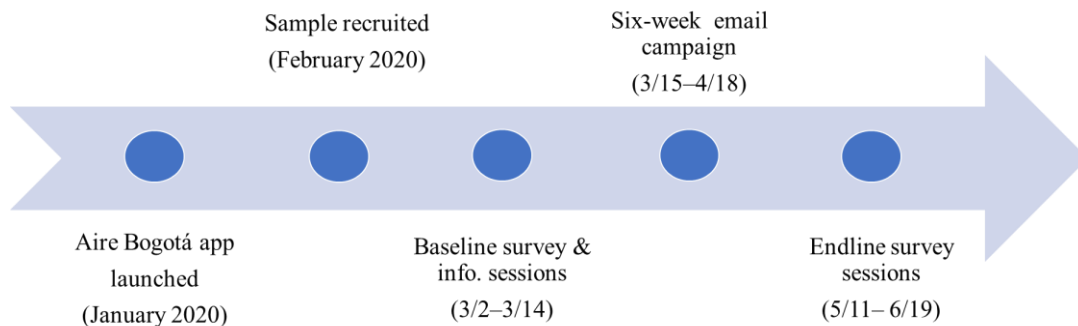 Aire Bogotá app
launched
(January 2020)
Sample recruited
(February 2020)
Baseline survey &
info. sessions
(3/2–3/14)
Six-week email
campaign
(3/15–4/18)
Endline survey
sessions
(5/11– 6/19)